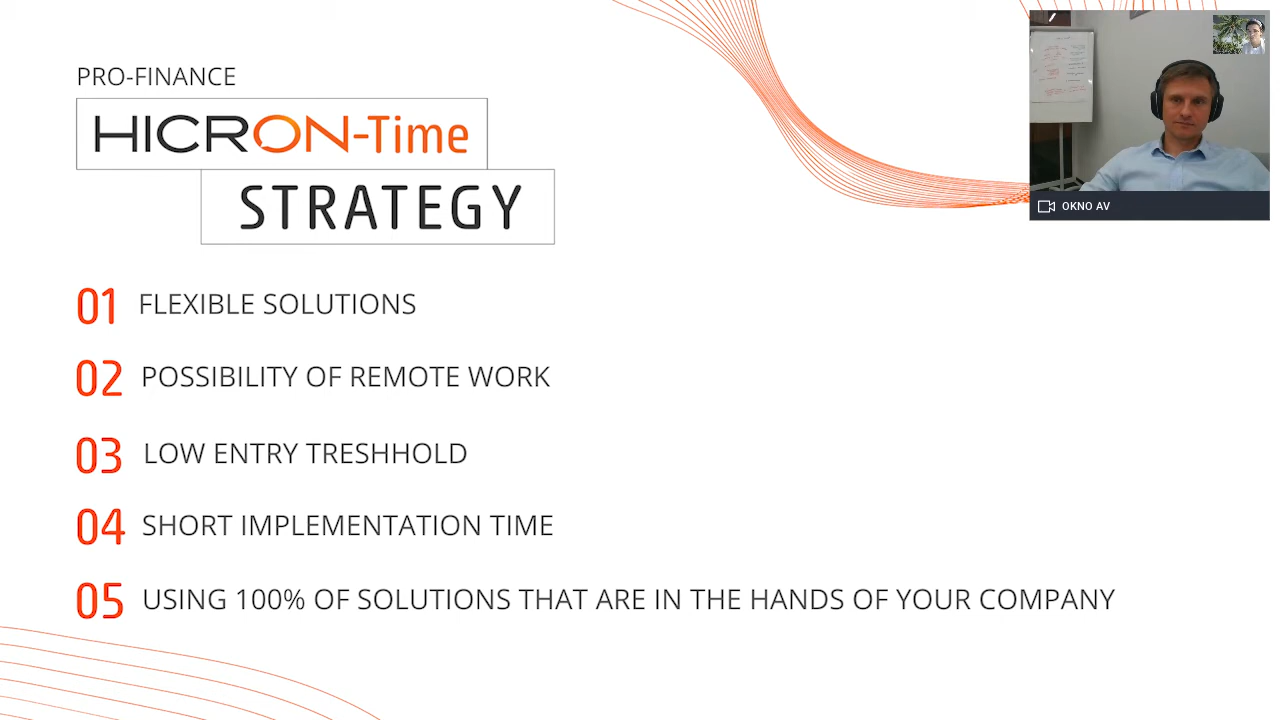 PRO-FINANCE
HICRON-Time
STRATEGY
01 FLEXIBLE SOLUTIONS
02 POSSIBILITY OF REMOTE WORK
03 LOW ENTRY TRESHHOLD
04 SHORT IMPLEMENTATION TIME
05 USING 100% OF SOLUTIONS THAT ARE IN THE HANDS OF YOUR COMPANY
OKNO AV